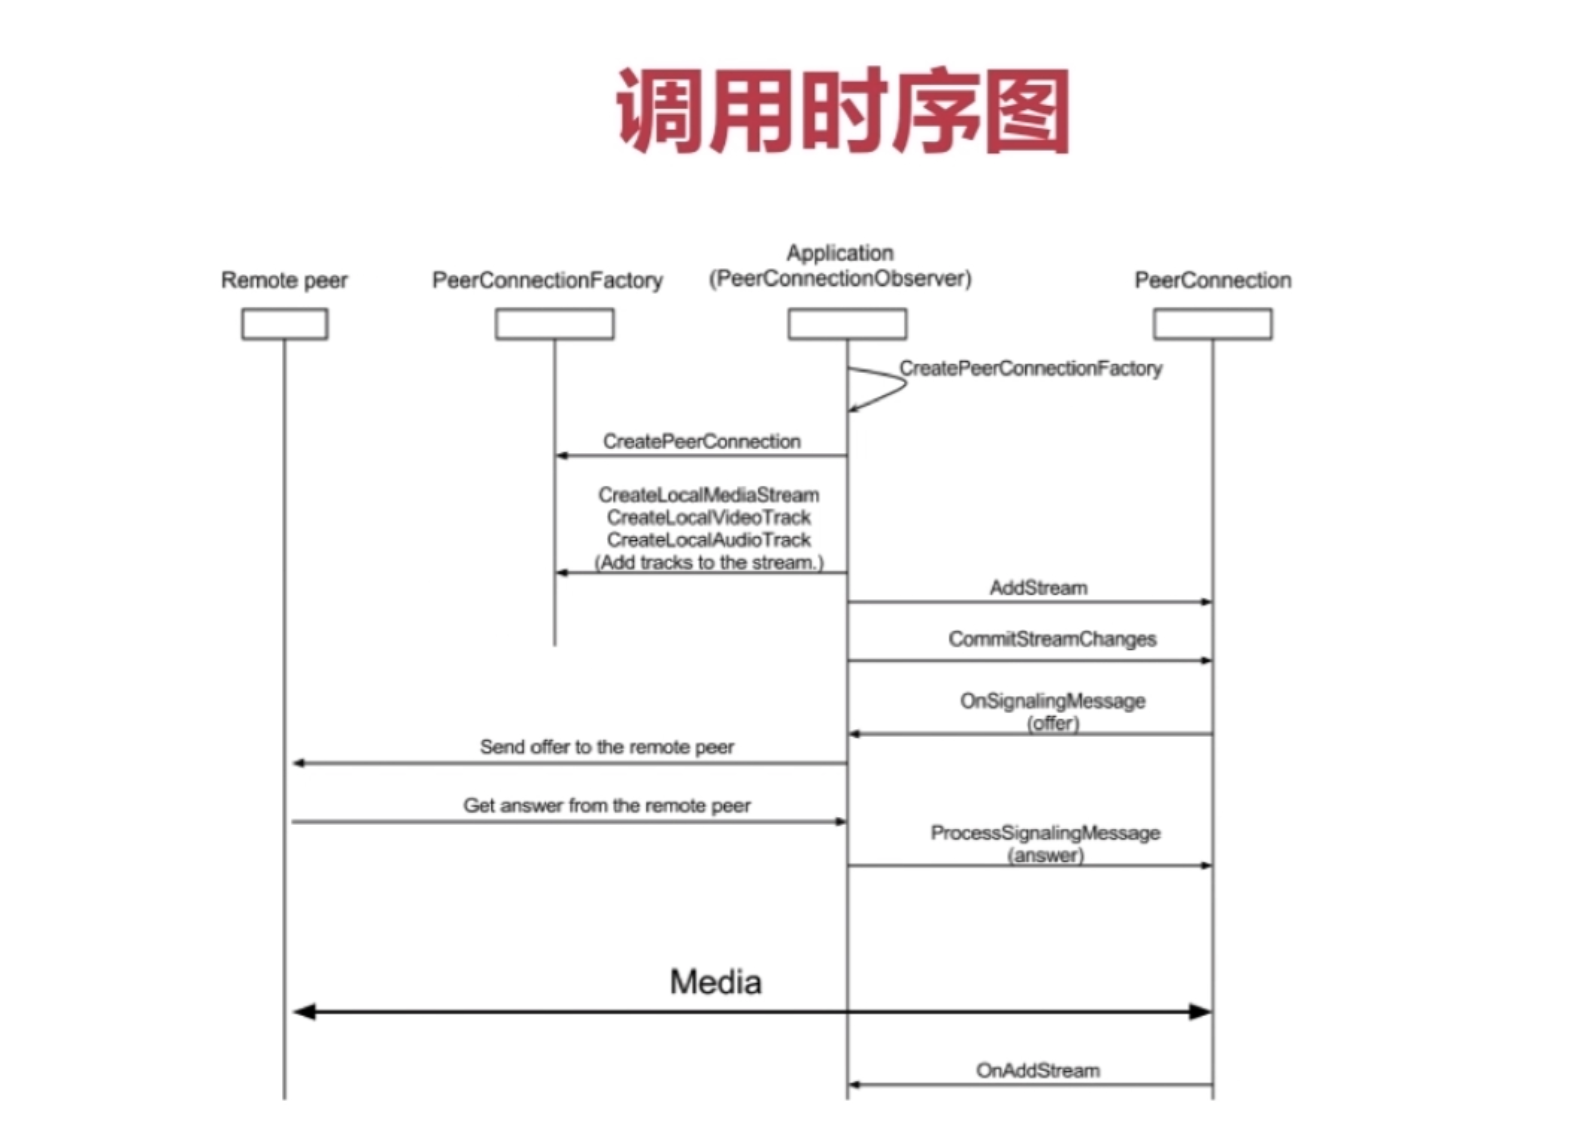 调用时序图
Remote peer
PeerConnectionFactory
Application
(PeerConnectionObserver)
PeerConnection
CreatePeerConnectionFactory
CreatePeerConnection
CreateLocalMediaStream
CreateLocalVideoTrack
CreateLocalAudioTrack
(Add tracks to the stream.)
AddStream
CommitStreamChanges
OnSignalingMessage
(offer)
Send offer to the remote peer
Get answer from the remote peer
ProcessSignalingMessage
(answer)
Media
OnAddStream